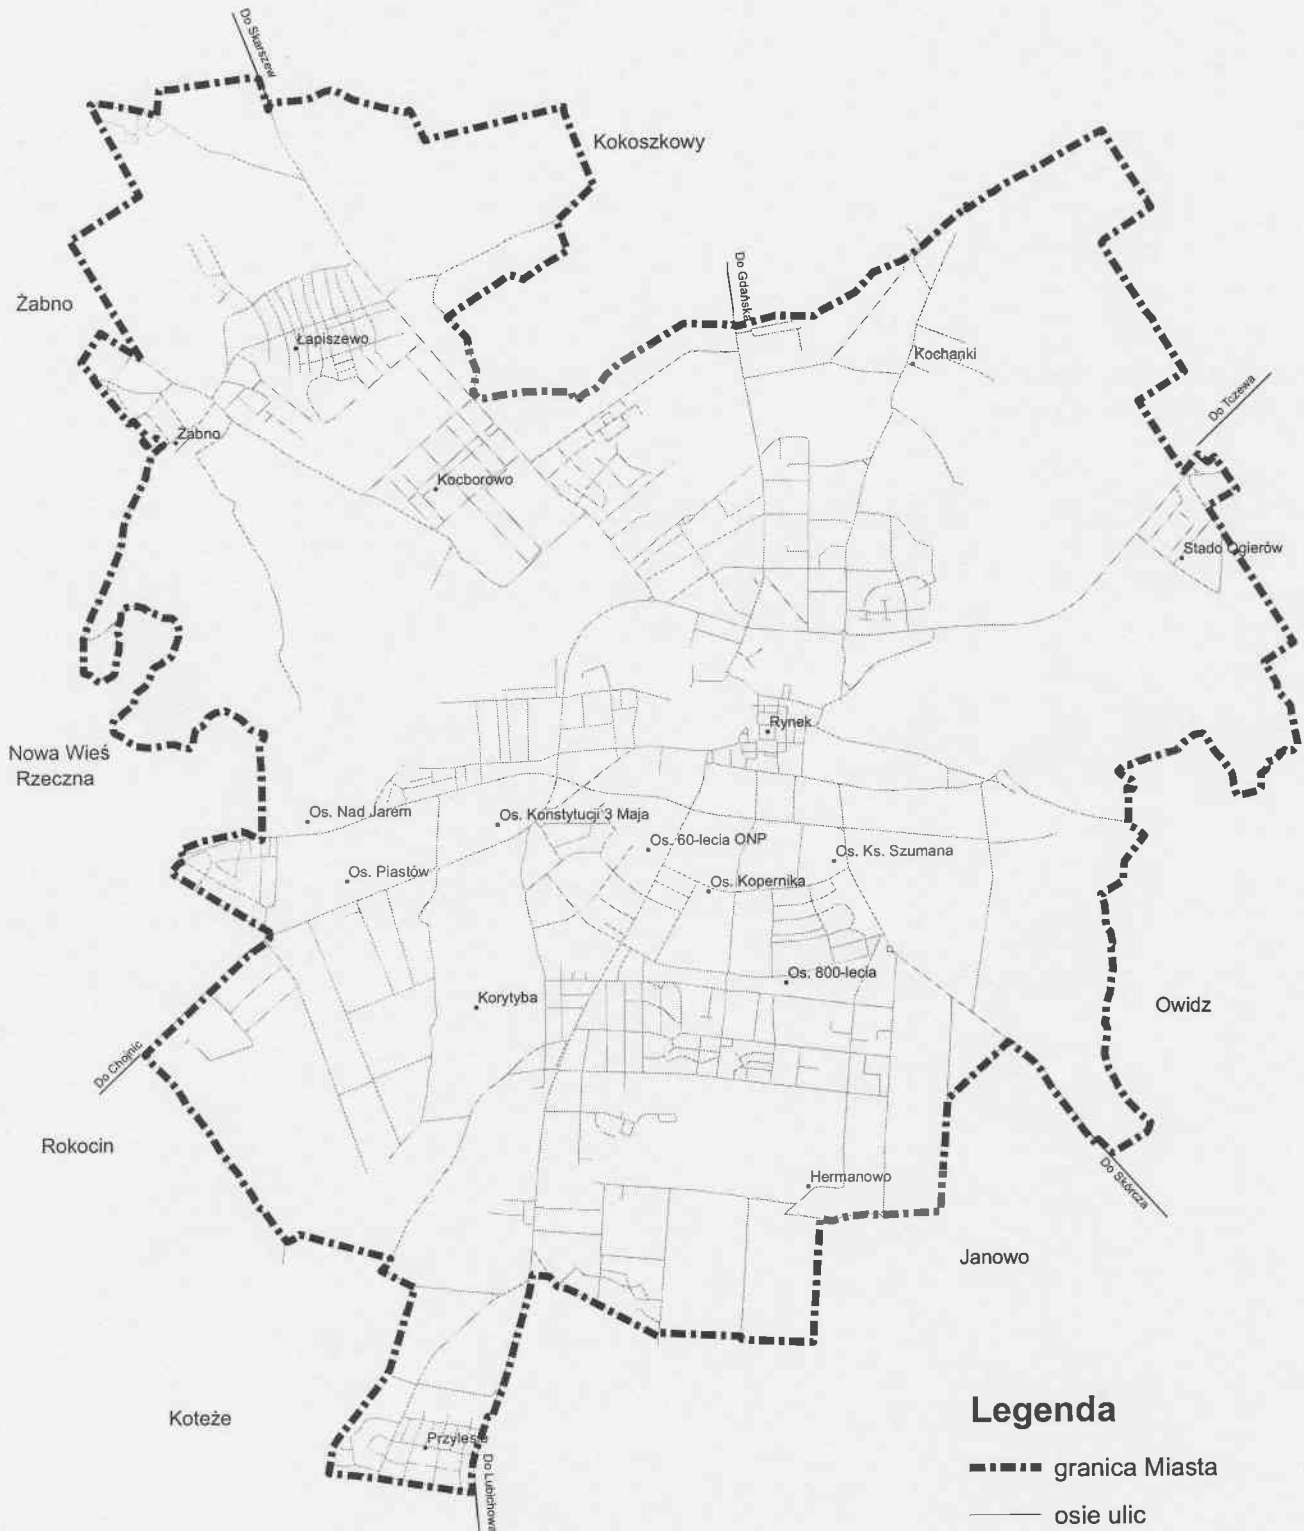 Do Skarszew
Kokoszkowy
Do Gdańska
Żabno
Łapiszewo
Kochanki
Do Tczewa
Żabno
Kocborowo
Stado Ogierów
Rynek
Nowa Wieś
Rzeczna
Os. Nad Jarem
Os. Konstytucji 3 Maja
Os. 60-lecia ONP
Os. Ks. Szumana
Os. Piastów
Os. Kopernika
Os. 800-lecia
Korytyba
Owidz
Do Chojnic
Rokocin
Hermanowo
Do Skórcza
Janowo
Koteże
Przylesie
Do Lubichowa
Legenda
granica Miasta
osie ulic